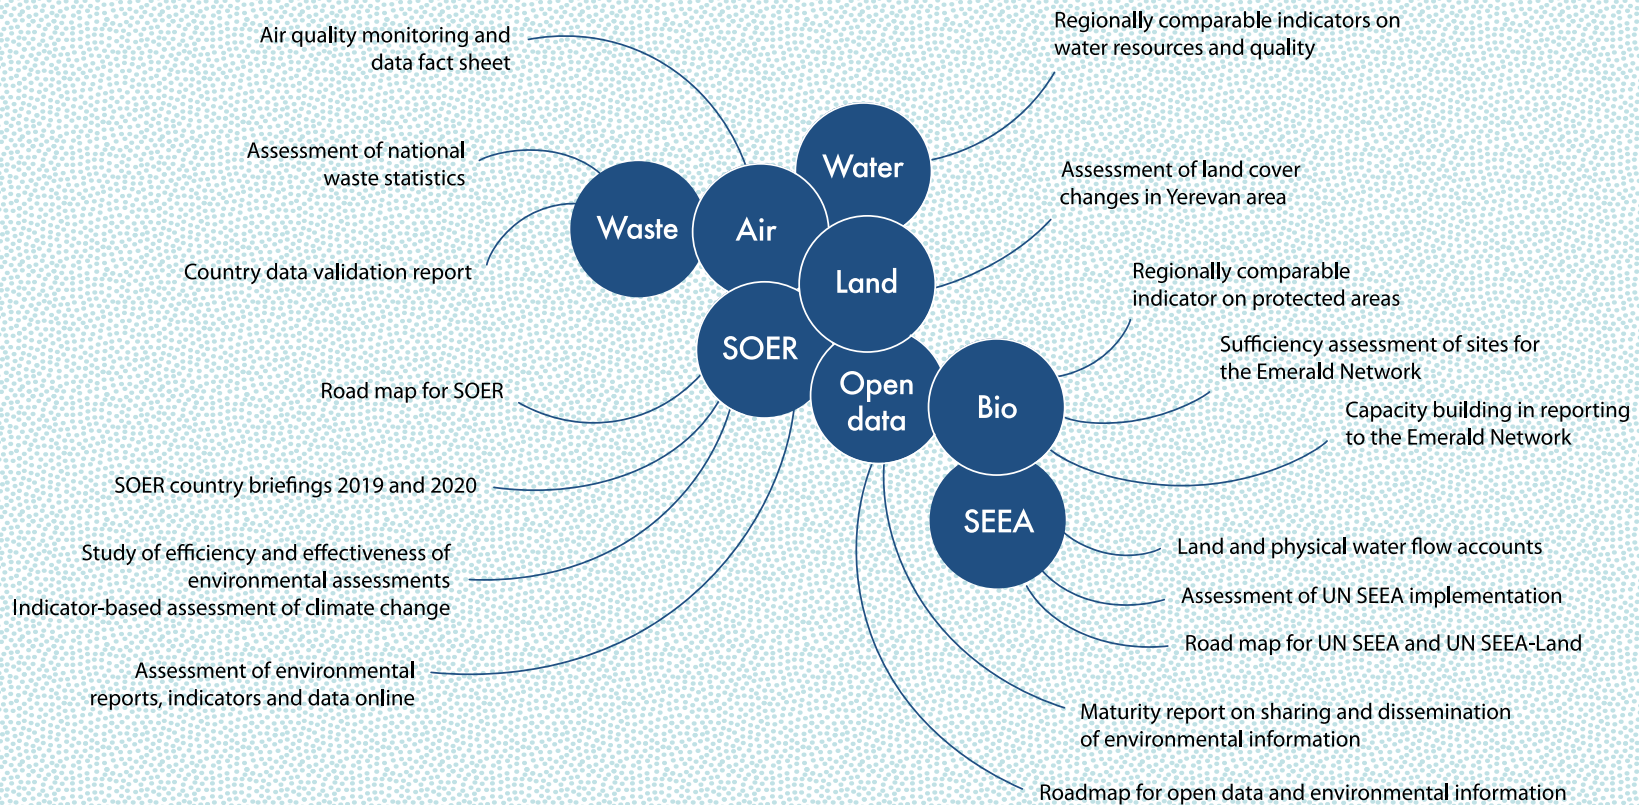 Air quality monitoring and
data fact sheet
Regionally comparable indicators on
water resources and quality
Assessment of national
waste statistics
Country data validation report
Water
Waste
Air
Land
Assessment of land cover
changes in Yerevan area
Regionally comparable
indicator on protected areas
SOER
Open
data
Bio
Sufficiency assessment of sites for
the Emerald Network
Capacity building in reporting
to the Emerald Network
SEEA
Road map for SOER
SOER country briefings 2019 and 2020
Study of efficiency and effectiveness of
environmental assessments
Indicator-based assessment of climate change
Assessment of environmental
reports, indicators and data online
Land and physical water flow accounts
Assessment of UN SEEA implementation
Road map for UN SEEA and UN SEEA-Land
Maturity report on sharing and dissemination
of environmental information
Roadmap for open data and environmental information